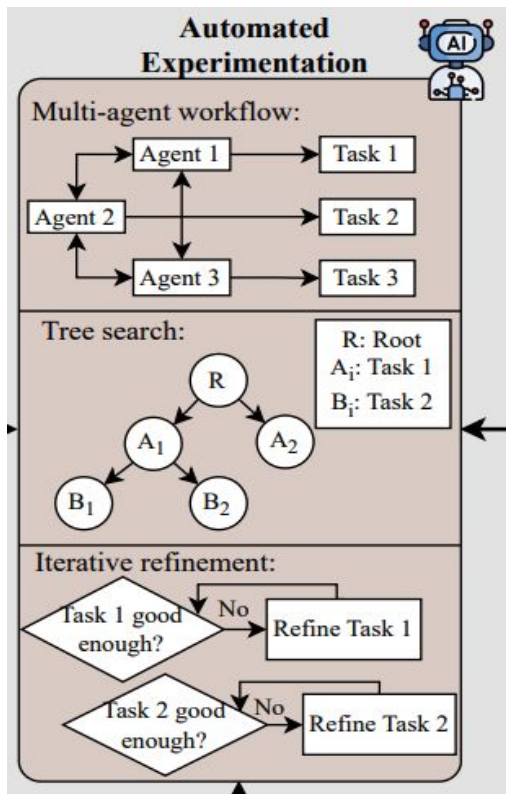 Automated
Experimentation
AI
Multi-agent workflow:
Agent 1
Task 1
Agent 2
Task 2
Agent 3
Task 3
Tree search:
R: Root
Aᵢ: Task 1
Bᵢ: Task 2
R
A₁
A₂
B₁
B₂
Iterative refinement:
Task 1 good
enough?
No
Refine Task 1
Task 2 good
enough?
No
Refine Task 2